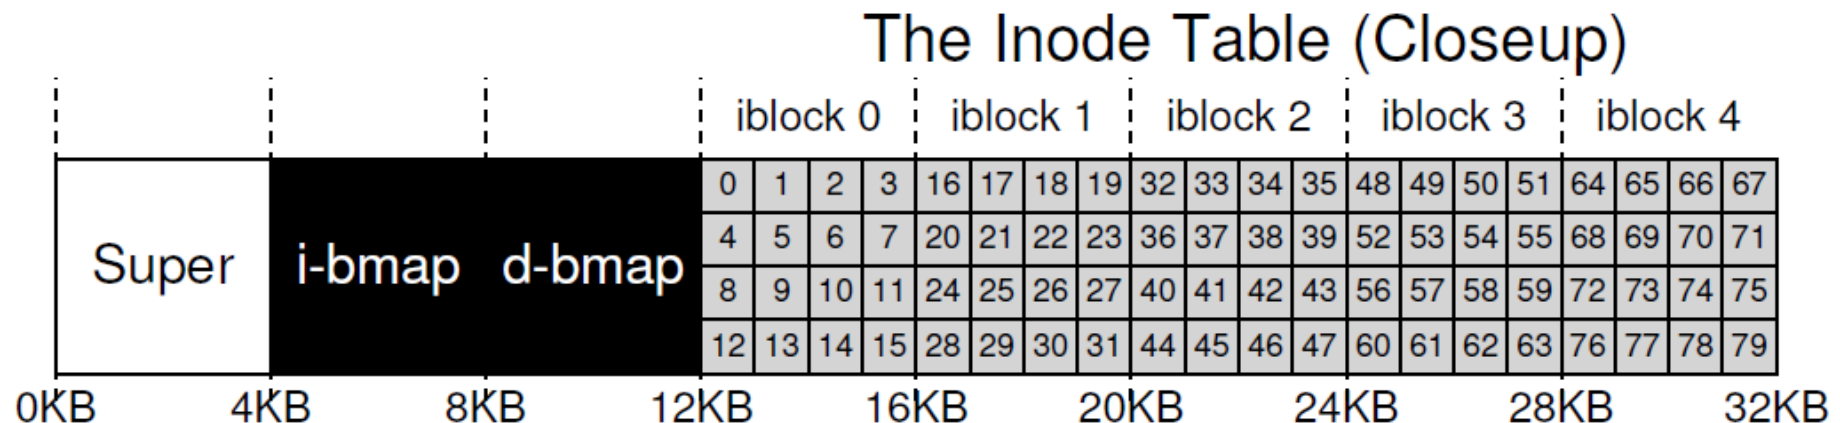 The Inode Table (Closeup)
iblock 0 iblock 1 iblock 2 iblock 3 iblock 4
0 1 2 3 16 17 18 19 32 33 34 35 48 49 50 51 64 65 66 67
4 5 6 7 20 21 22 23 36 37 38 39 52 53 54 55 68 69 70 71
Super i-bmap d-bmap
8 9 10 11 24 25 26 27 40 41 42 43 56 57 58 59 72 73 74 75
12 13 14 15 28 29 30 31 44 45 46 47 60 61 62 63 76 77 78 79
0KB 4KB 8KB 12KB 16KB 20KB 24KB 28KB 32KB